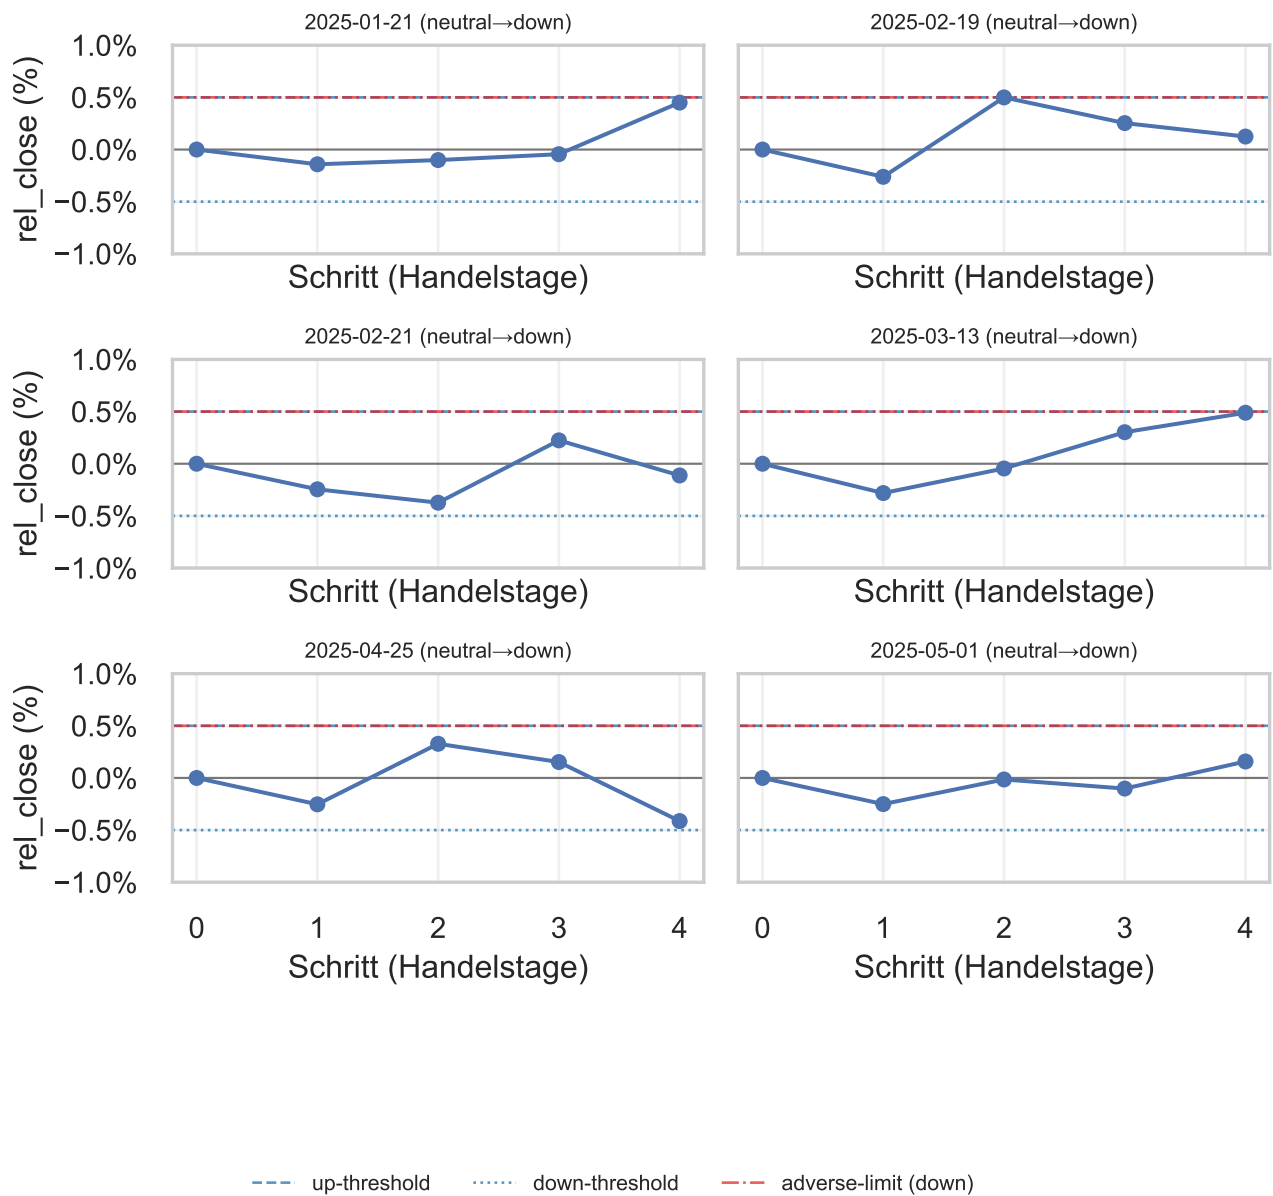 2025-01-21 (neutral→down)
2025-02-19 (neutral→down)
rel_close (%)
1.0%
0.5%
0.0%
−0.5%
−1.0%
Schritt (Handelstage)
Schritt (Handelstage)
2025-02-21 (neutral→down)
2025-03-13 (neutral→down)
rel_close (%)
1.0%
0.5%
0.0%
−0.5%
−1.0%
Schritt (Handelstage)
Schritt (Handelstage)
2025-04-25 (neutral→down)
2025-05-01 (neutral→down)
rel_close (%)
1.0%
0.5%
0.0%
−0.5%
−1.0%
0 1 2 3 4
0 1 2 3 4
Schritt (Handelstage)
Schritt (Handelstage)
up-threshold
down-threshold
adverse-limit (down)